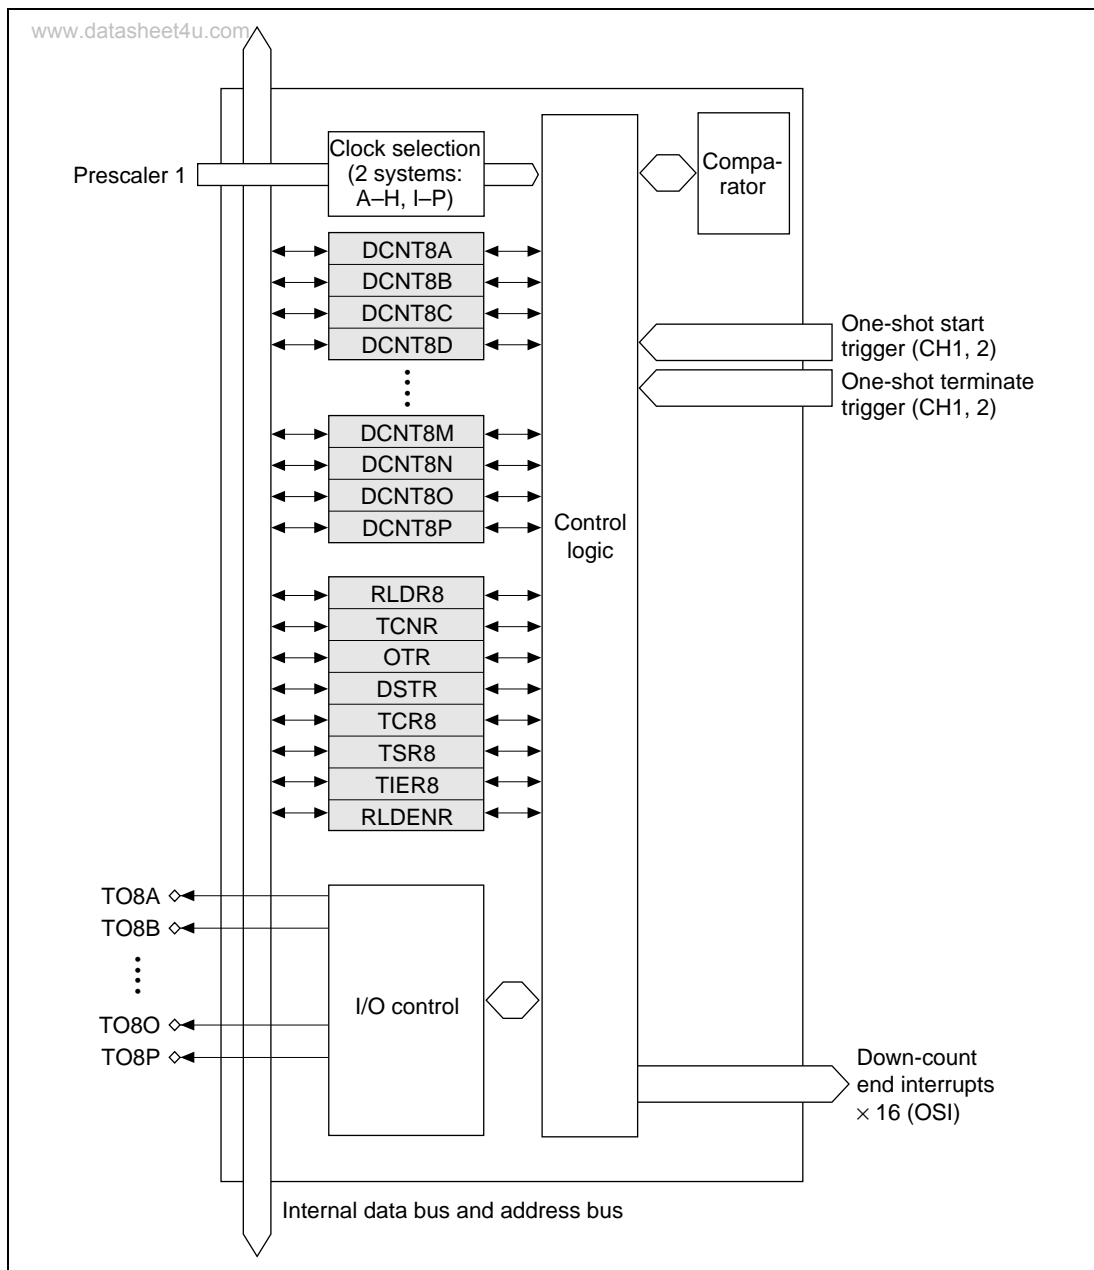 www.datasheet4u.com
Prescaler 1
Clock selection
(2 systems:
A–H, I–P)
Compa-
rator
DCNT8A
DCNT8B
DCNT8C
DCNT8D
One-shot start
trigger (CH1, 2)
One-shot terminate
trigger (CH1, 2)
DCNT8M
DCNT8N
DCNT8O
DCNT8P
Control
logic
RLDR8
TCNR
OTR
DSTR
TCR8
TSR8
TIER8
RLDENR
TO8A
TO8B
TO8O
TO8P
I/O control
Down-count
end interrupts
× 16 (OSI)
Internal data bus and address bus